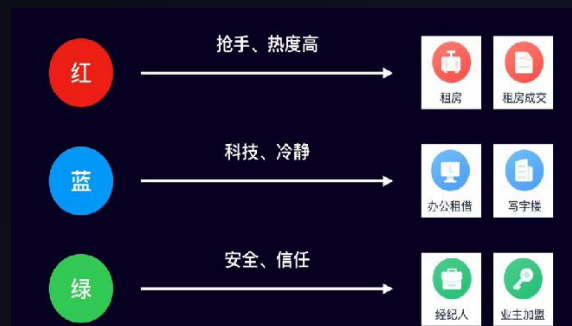 红
抢手、热度高
租房
租房成交
蓝
科技、冷静
办公租借
写字楼
绿
安全、信任
经纪人
业主加盟